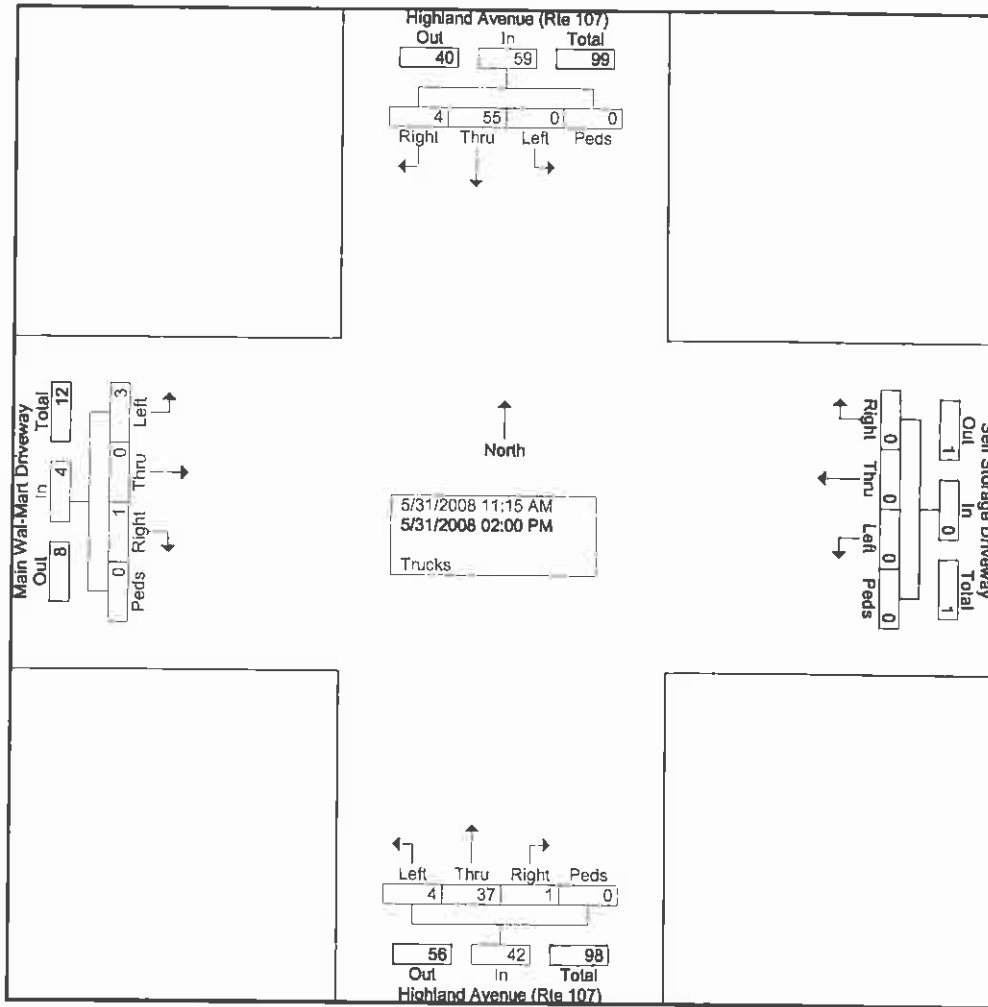 Highland Avenue (Rte 107)
Out In Total
40 59 99
4 55 0 0
Right Thru Left Peds
Main Wal-Mart Driveway
Out In Total
8 4 12
3 0 1 0
Left Thru Right Peds
North
5/31/2008 11:15 AM
5/31/2008 02:00 PM
Trucks
Right Thru Left Peds
0 0 0 0
Out In Total
1 0 1
Self Storage Driveway
Left Thru Right Peds
4 37 1 0
56 42 98
Out In Total
Highland Avenue (Rte 107)